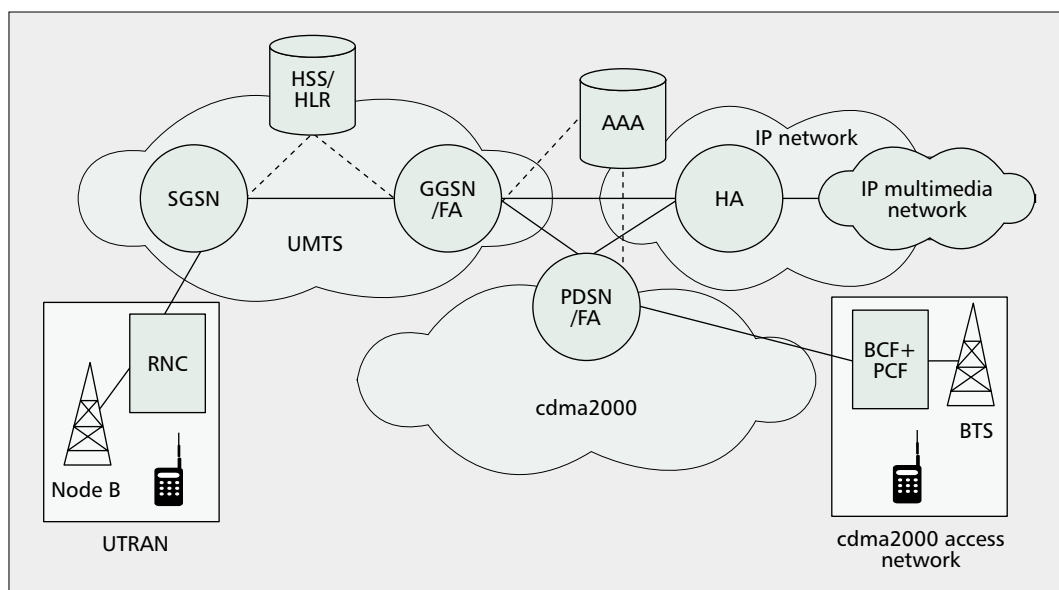 HSS/
HLR
AAA
IP network
SGSN
GGSN
/FA
HA
IP multimedia
network
UMTS
PDSN
/FA
RNC
BCF+
PCF
cdma2000
BTS
Node B
UTRAN
cdma2000 access
network